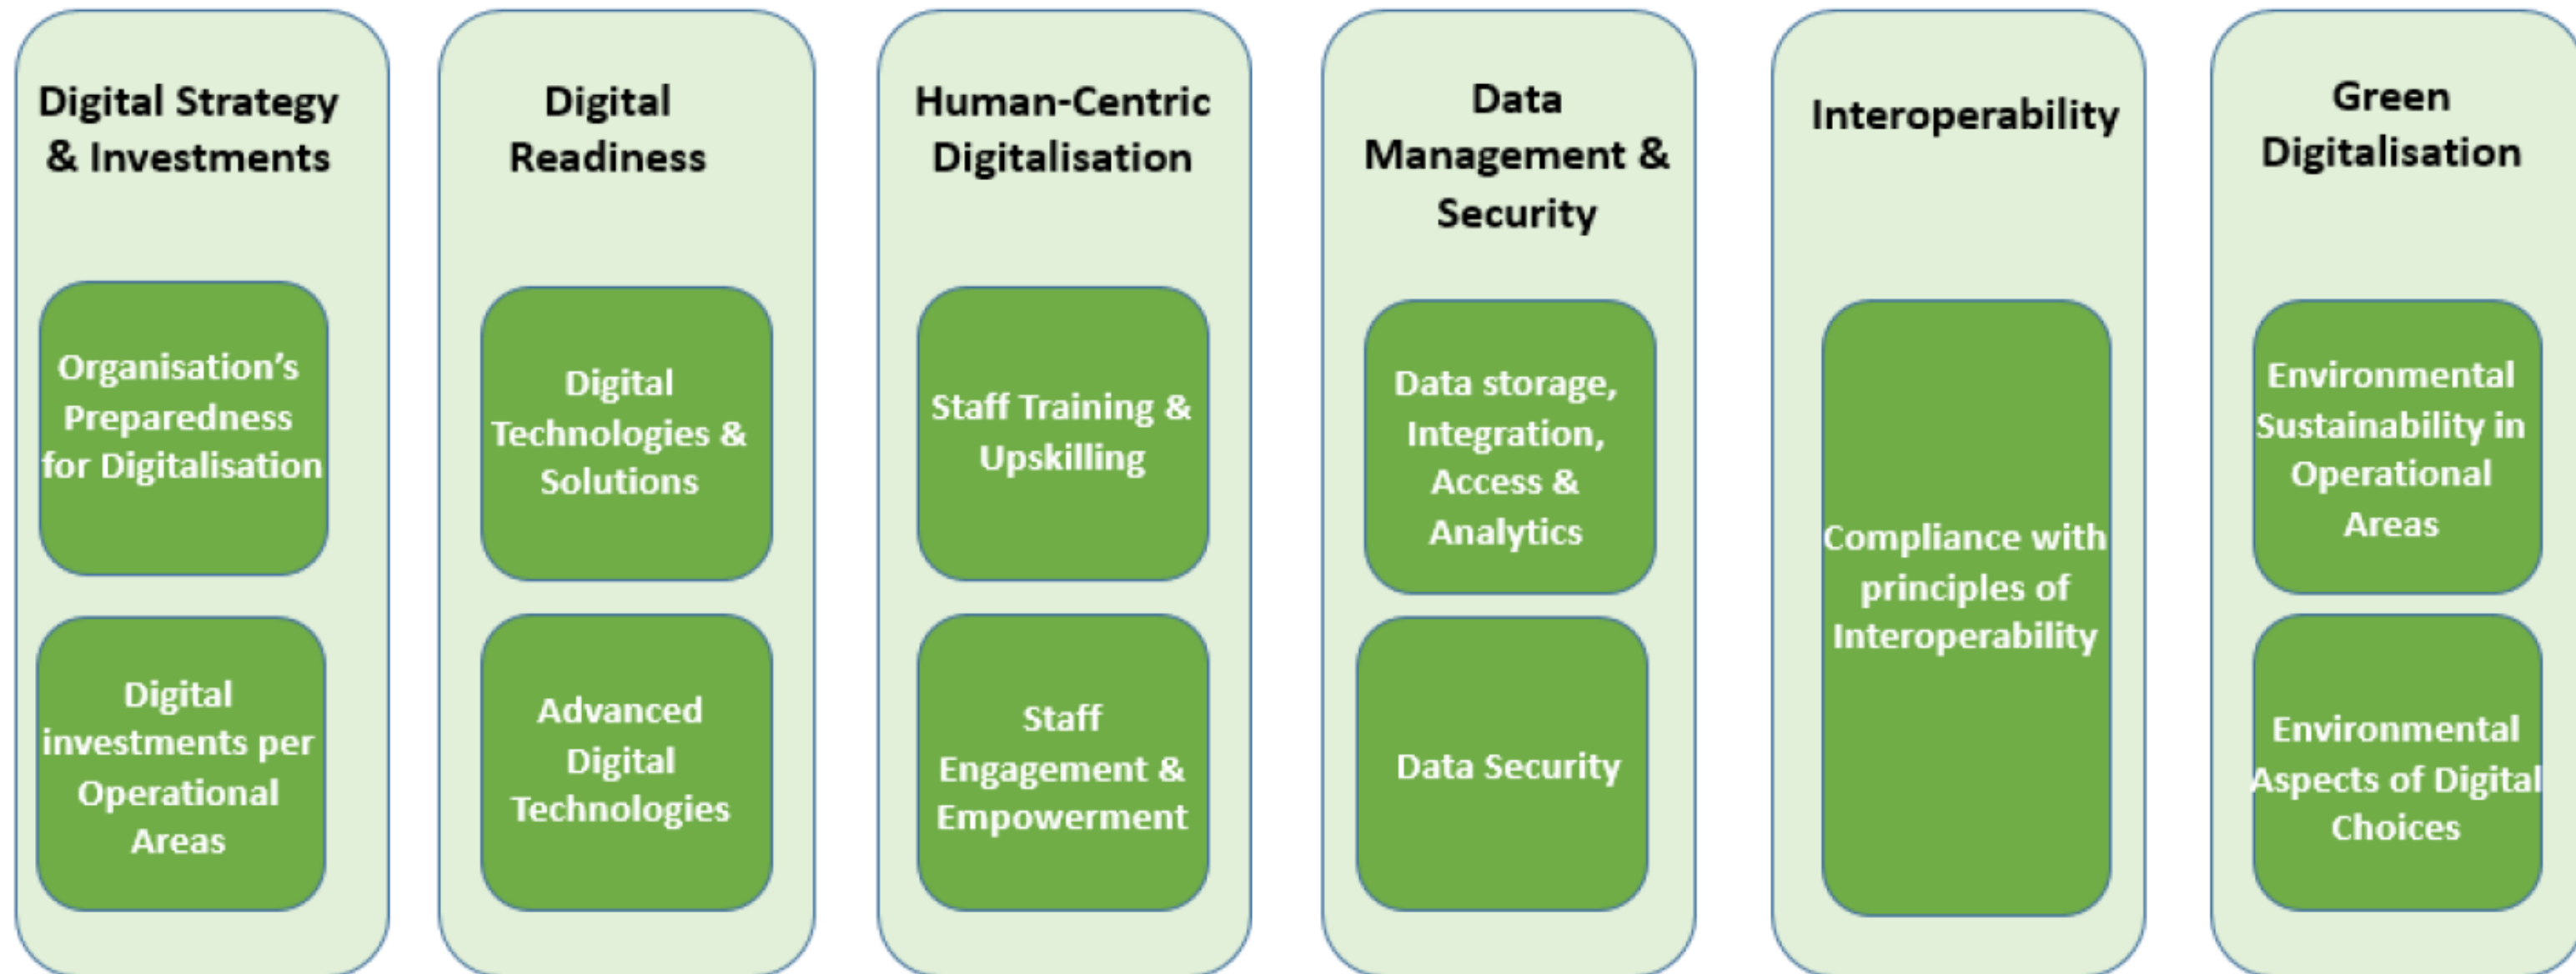 Digital Strategy
& Investments
Organisation’s
Preparedness
for Digitalisation
Digital
investments per
Operational
Areas
Digital
Readiness
Digital
Technologies &
Solutions
Advanced
Digital
Technologies
Human-Centric
Digitalisation
Staff Training &
Upskilling
Staff
Engagement &
Empowerment
Data
Management &
Security
Data storage,
Integration,
Access &
Analytics
Data Security
Interoperability
Compliance with
principles of
Interoperability
Green
Digitalisation
Environmental
Sustainability in
Operational
Areas
Environmental
Aspects of Digital
Choices